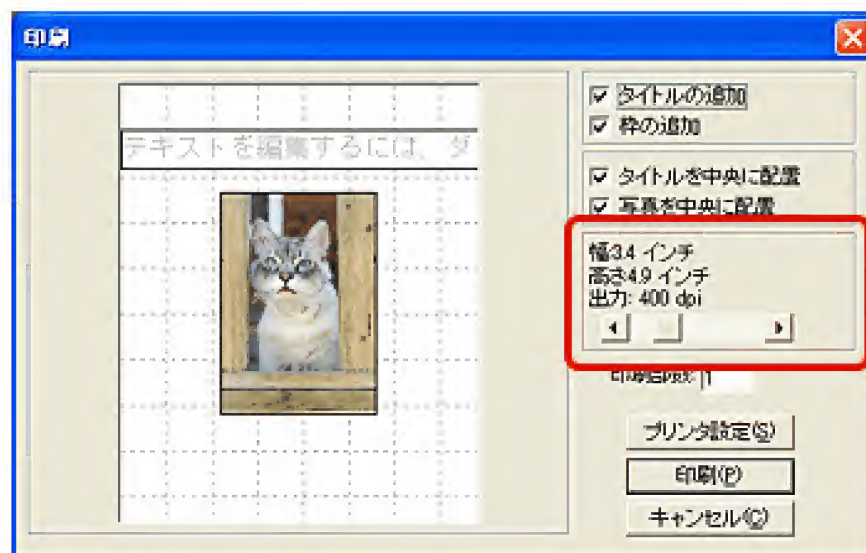 印刷
テキストを編集するには、ダ
タイトルの追加
枠の追加
タイトルを中央に配置
写真を中央に配置
幅:3.4 インチ
高さ:4.9 インチ
出力: 400 dpi
印刷部数: 1
プリンタ設定(S)
印刷(P)
キャンセル(C)